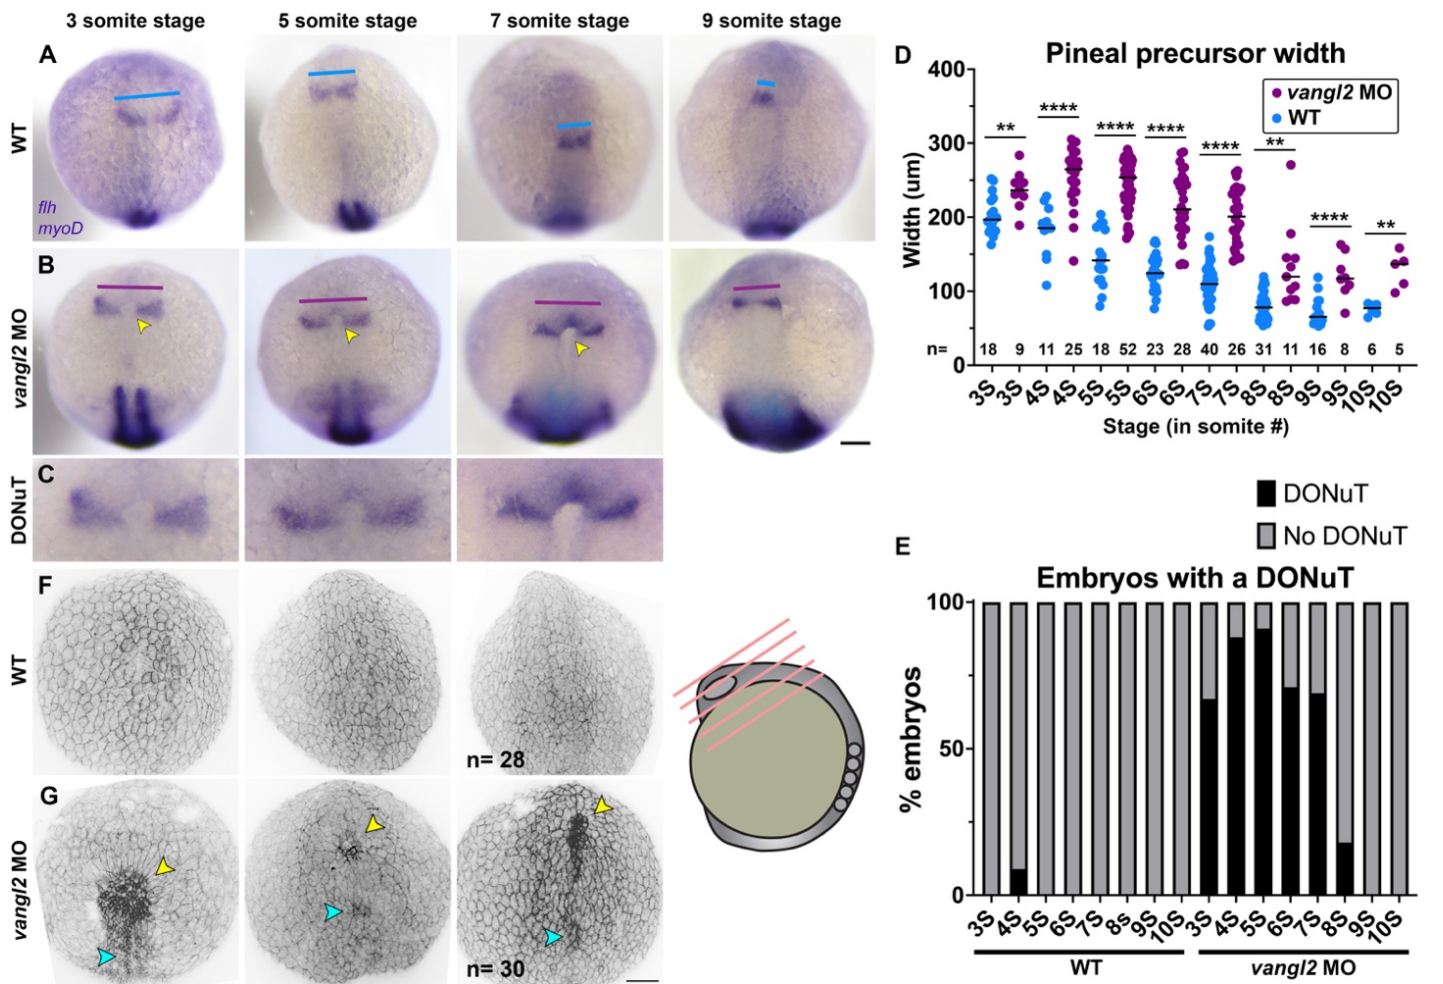 3 somite stage 5 somite stage 7 somite stage 9 somite stage
A
WT
flh
myoD
B
vangl2 MO
C
DONuT
F
WT
n= 28
G
vangl2 MO
n= 30
D
Pineal precursor width
vangl2 MO
WT
** **** **** **** **** ** **** **
Width (um)
400
300
200
100
0
n= 18 9 11 25 18 52 23 28 40 26 31 11 16 8 6 5
3S 3S 4S 4S 5S 5S 6S 6S 7S 7S 8S 8S 9S 9S 10S 10S
Stage (in somite #)
DONuT
No DONuT
E
Embryos with a DONuT
% embryos
100
50
0
3S 4S 5S 6S 7S 8s 9S 10S 3S 4S 5S 6S 7S 8S 9S 10S
WT vangl2 MO